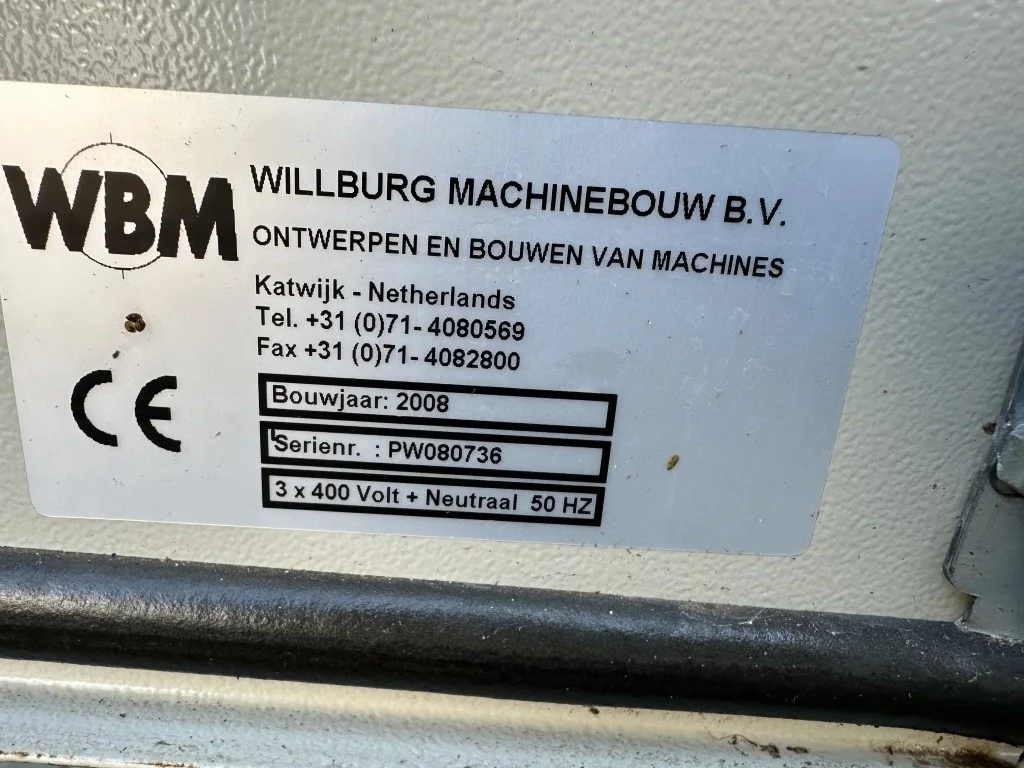 WBM
WILLBURG MACHINEBOUW B.V.
ONTWERPEN EN BOUWEN VAN MACHINES
Katwijk - Netherlands
Tel. +31 (0)71- 4080569
Fax +31 (0)71- 4082800
CE
Bouwjaar: 2008
Serienr. : PW080736
3 x 400 Volt + Neutraal 50 HZ